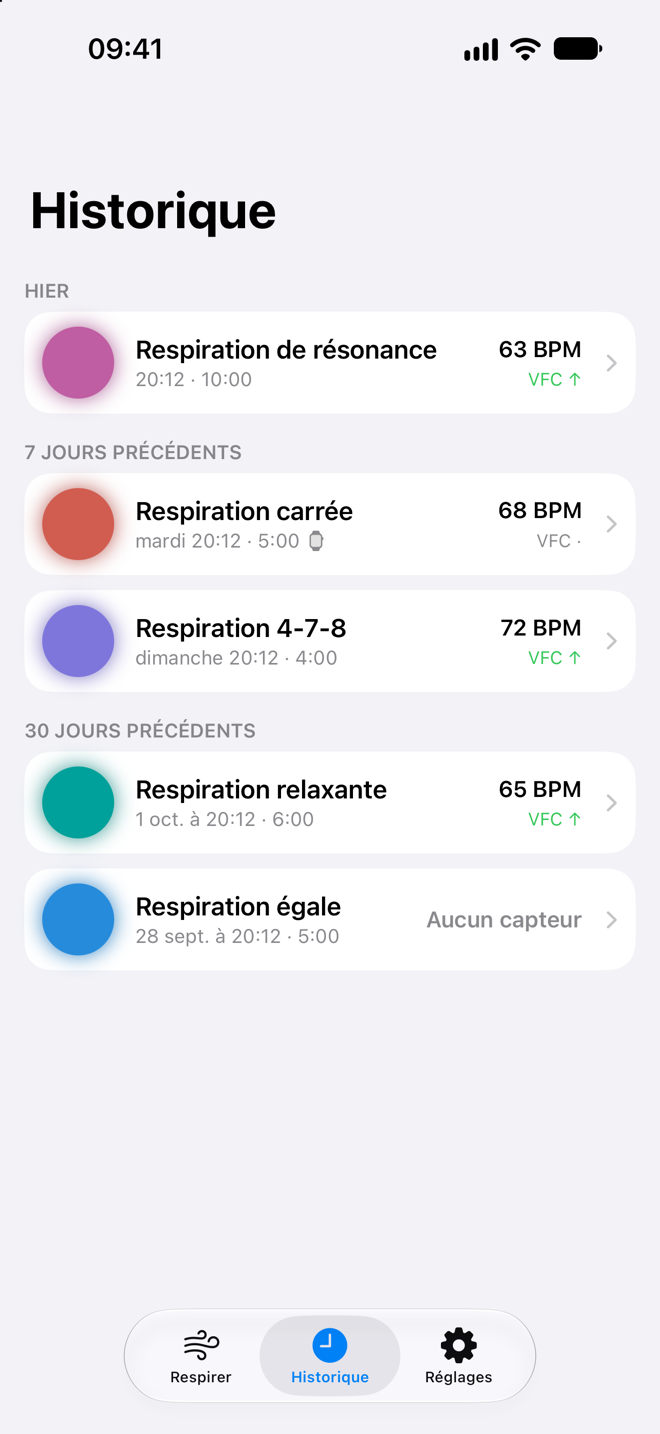 09:41
Historique
HIER
Respiration de résonance
63 BPM
20:12 · 10:00
VFC ↑
7 JOURS PRÉCÉDENTS
Respiration carrée
68 BPM
mardi 20:12 · 5:00
VFC ·
Respiration 4-7-8
72 BPM
dimanche 20:12 · 4:00
VFC ↑
30 JOURS PRÉCÉDENTS
Respiration relaxante
65 BPM
1 oct. à 20:12 · 6:00
VFC ↑
Respiration égale
Aucun capteur
28 sept. à 20:12 · 5:00
Respirer
Historique
Réglages